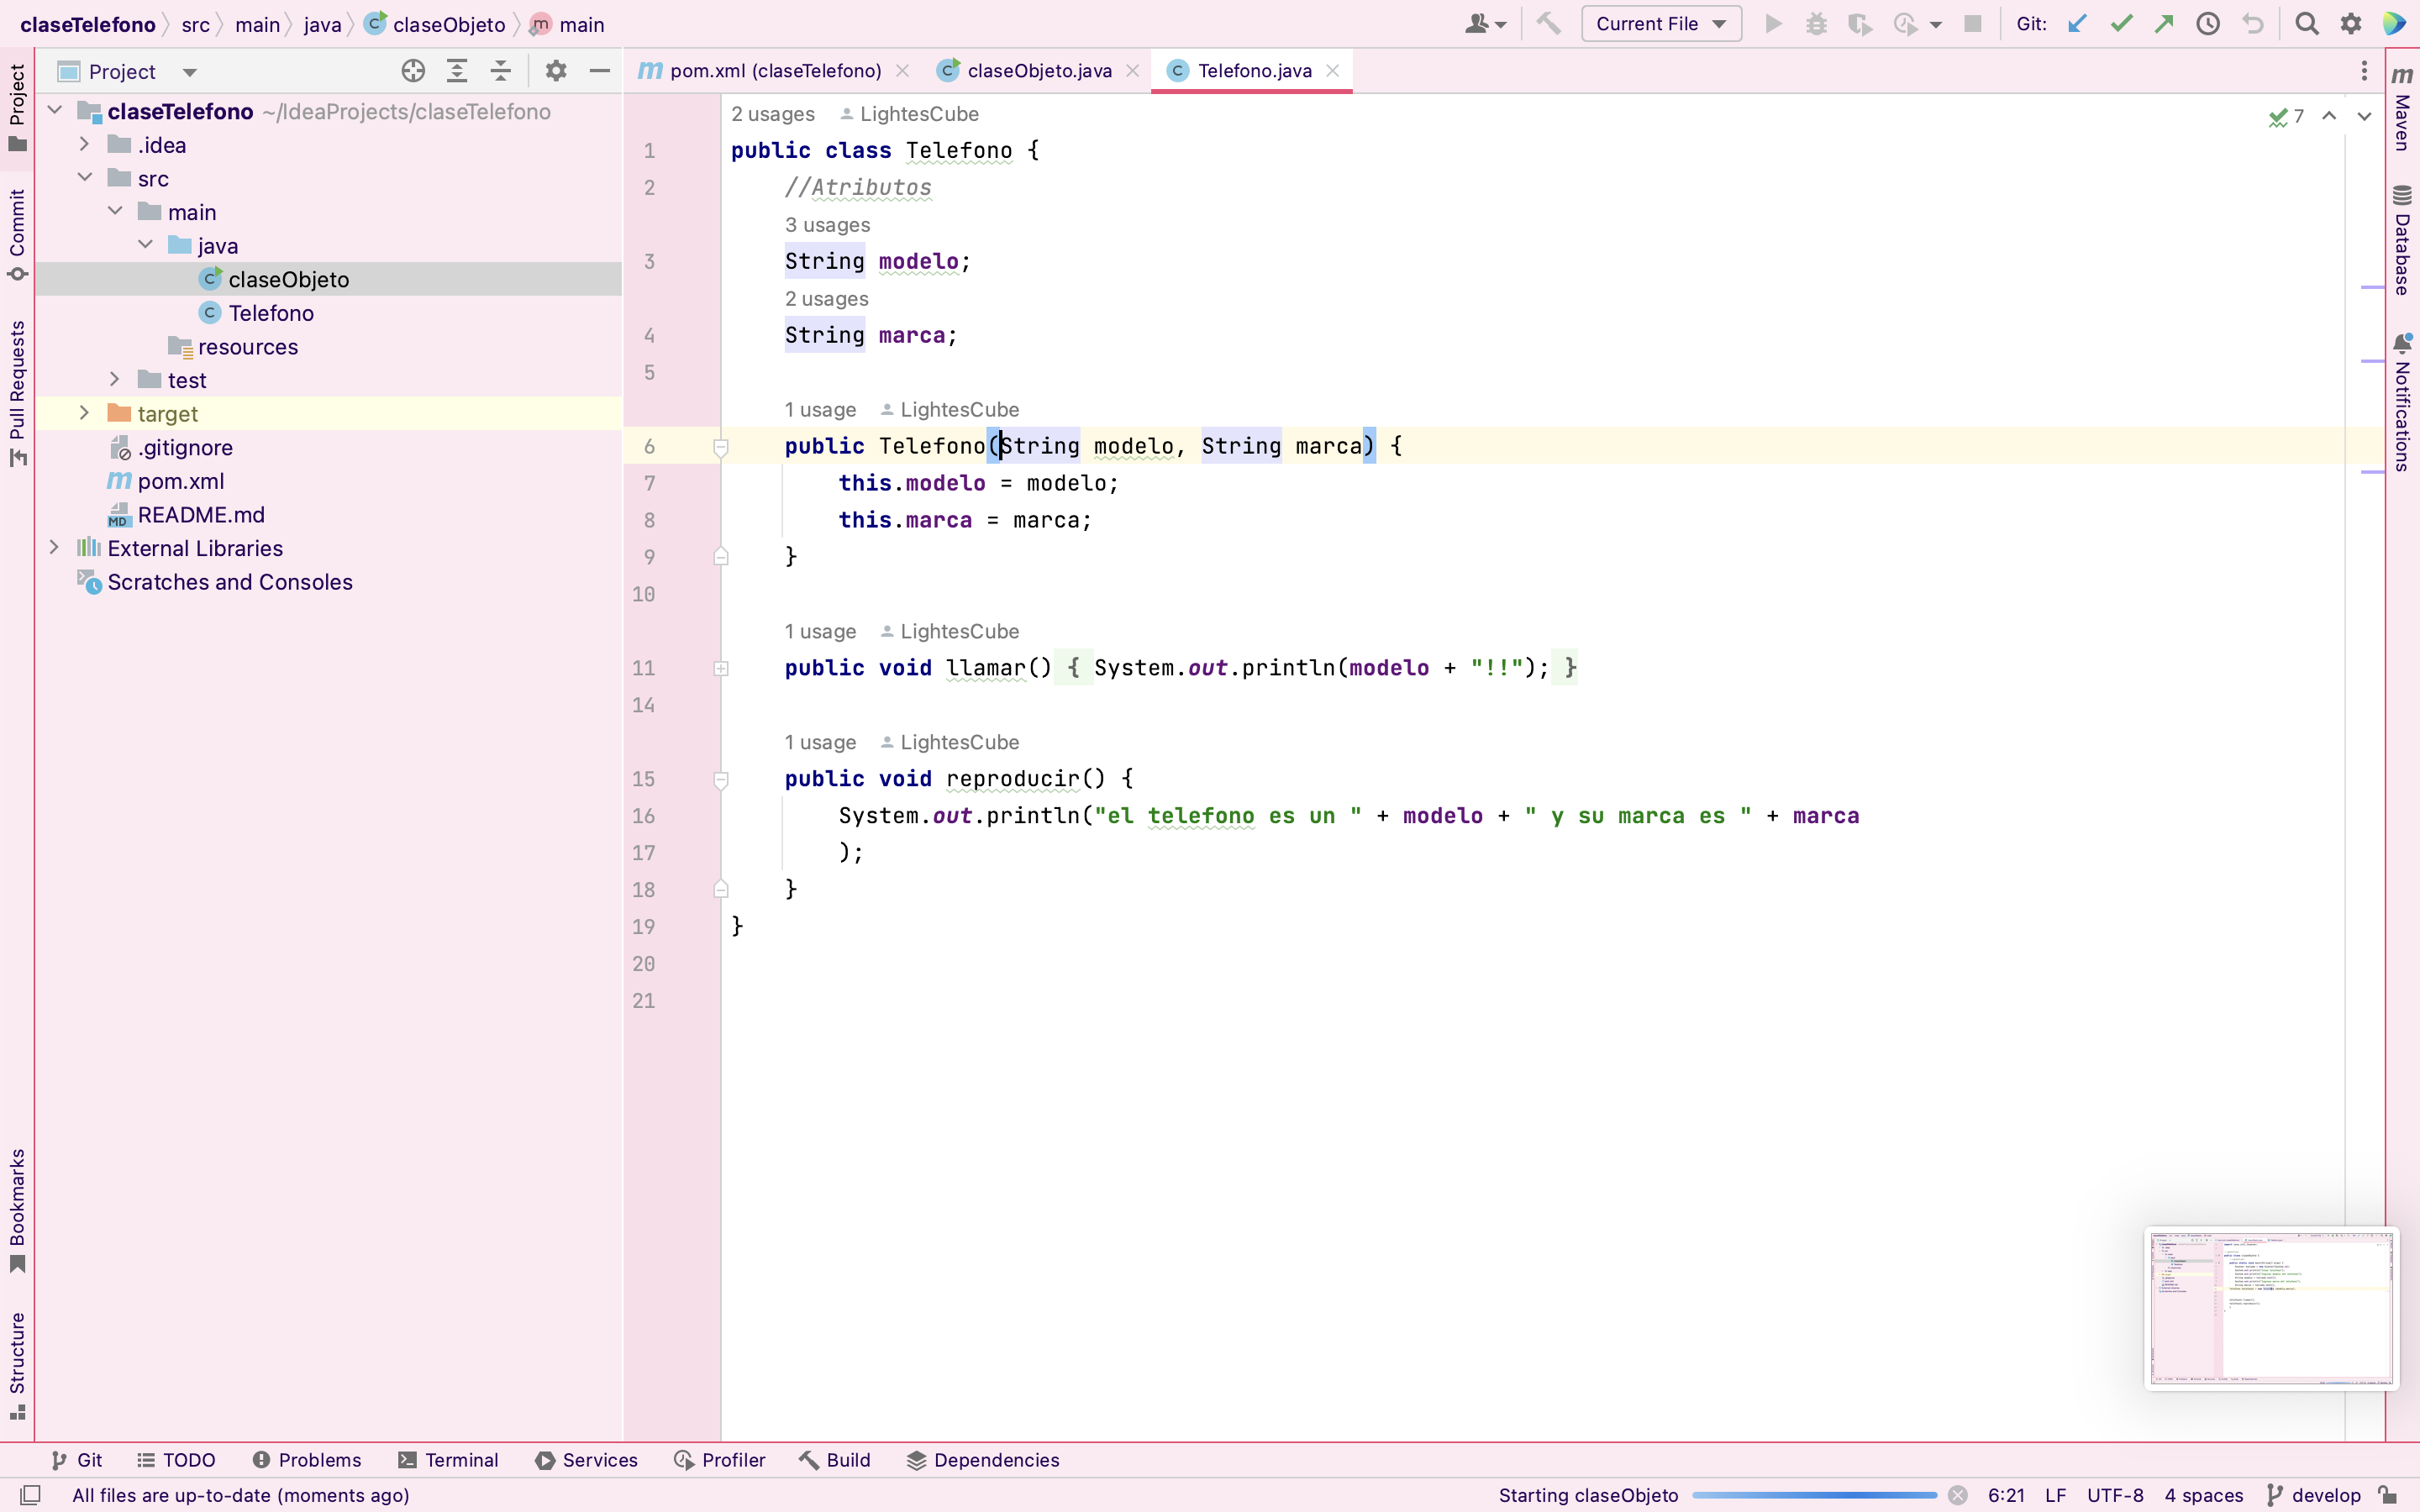 claseTelefono src main java claseObjeto main Current File Git:
Project
pom.xml (claseTelefono) claseObjeto.java Telefono.java
claseTelefono ~/IdeaProjects/claseTelefono
.idea
src
main
java
claseObjeto
Telefono
resources
test
target
.gitignore
pom.xml
README.md
External Libraries
Scratches and Consoles
Project
Commit
Pull Requests
Bookmarks
Structure
2 usages LightesCube
7
1 public class Telefono {
2 //Atributos
3 usages
3 String modelo;
2 usages
4 String marca;
5
1 usage LightesCube
6 public Telefono(String modelo, String marca) {
7 this.modelo = modelo;
8 this.marca = marca;
9 }
10
1 usage LightesCube
11 public void llamar() { System.out.println(modelo + "!!"); }
14
1 usage LightesCube
15 public void reproducir() {
16 System.out.println("el telefono es un " + modelo + " y su marca es " + marca
17 );
18 }
19 }
20
21
Maven
Database
Notifications
Git TODO Problems Terminal Services Profiler Build Dependencies
All files are up-to-date (moments ago) Starting claseObjeto 6:21 LF UTF-8 4 spaces develop